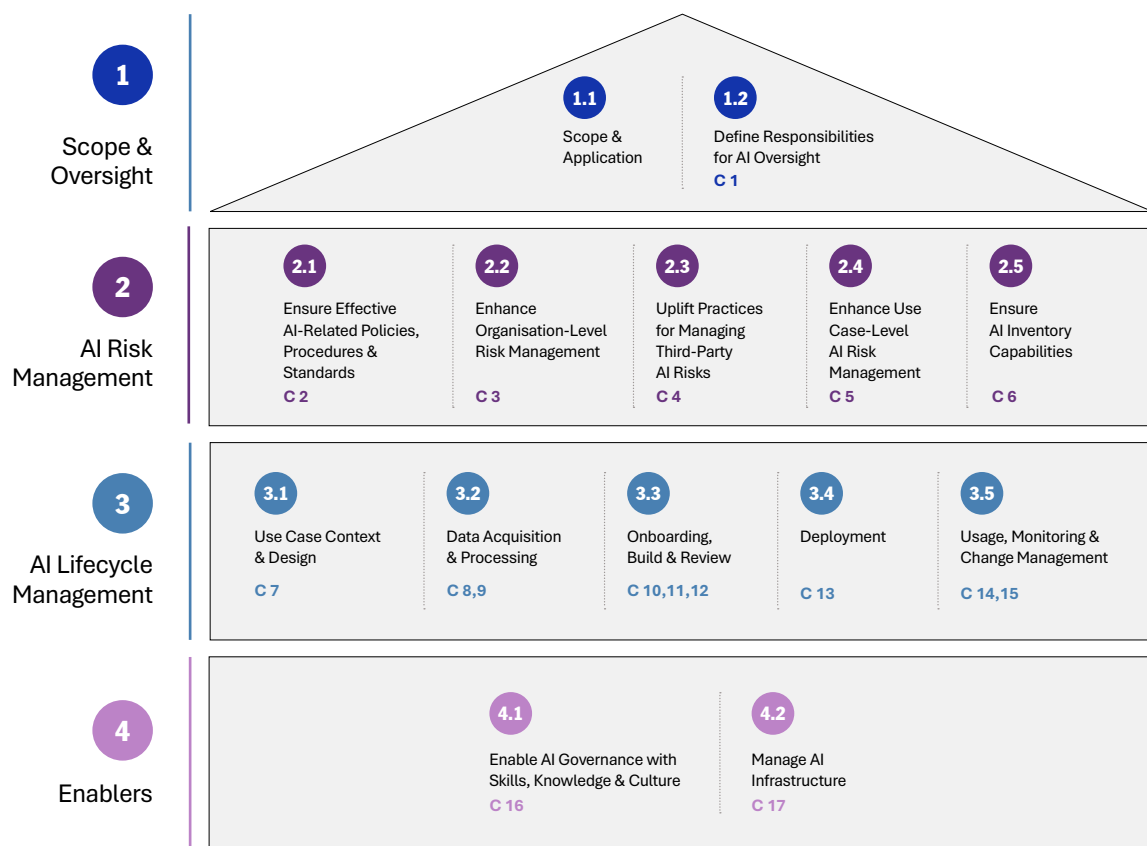 1
Scope &
Oversight
1.1
Scope &
Application
1.2
Define Responsibilities
for AI Oversight
C 1
2
AI Risk
Management
2.1
Ensure Effective
AI-Related Policies,
Procedures &
Standards
C 2
2.2
Enhance
Organisation-Level
Risk Management
C 3
2.3
Uplift Practices
for Managing
Third-Party
AI Risks
C 4
2.4
Enhance Use
Case-Level
AI Risk
Management
C 5
2.5
Ensure
AI Inventory
Capabilities
C 6
3
AI Lifecycle
Management
3.1
Use Case Context
& Design
C 7
3.2
Data Acquisition
& Processing
C 8,9
3.3
Onboarding,
Build & Review
C 10,11,12
3.4
Deployment
C 13
3.5
Usage, Monitoring &
Change Management
C 14,15
4
Enablers
4.1
Enable AI Governance with
Skills, Knowledge & Culture
C 16
4.2
Manage AI
Infrastructure
C 17